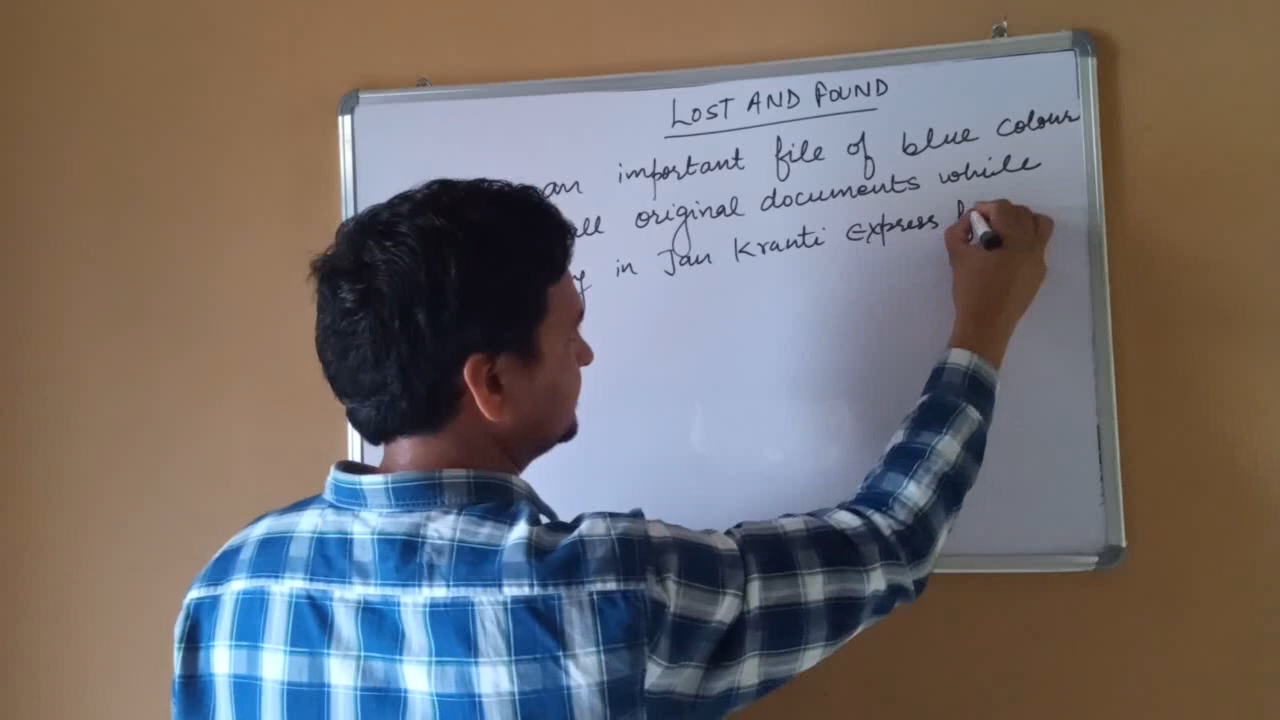 LOST AND FOUND
an important file of blue colour
all original documents while
in Jan Kranti Express